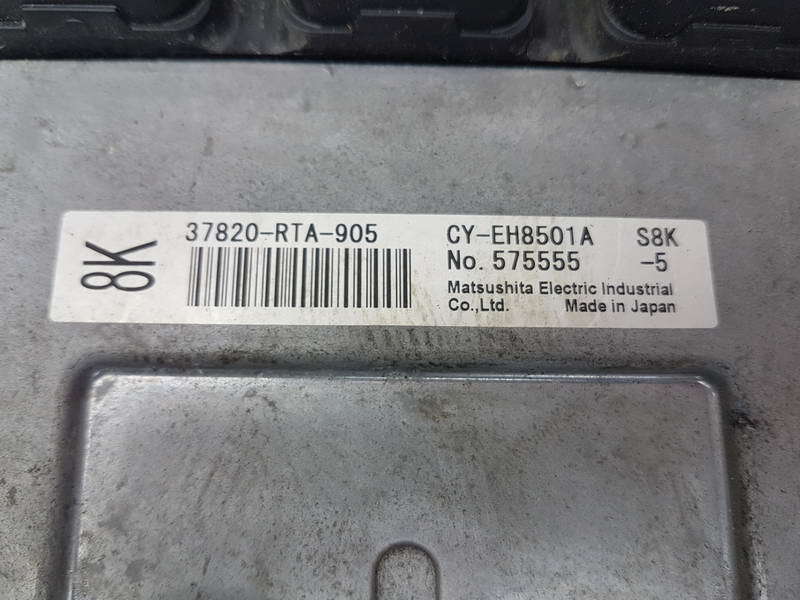 8K
37820-RTA-905
CY-EH8501A S8K
No. 575555 -5
Matsushita Electric Industrial
Co.,Ltd. Made in Japan